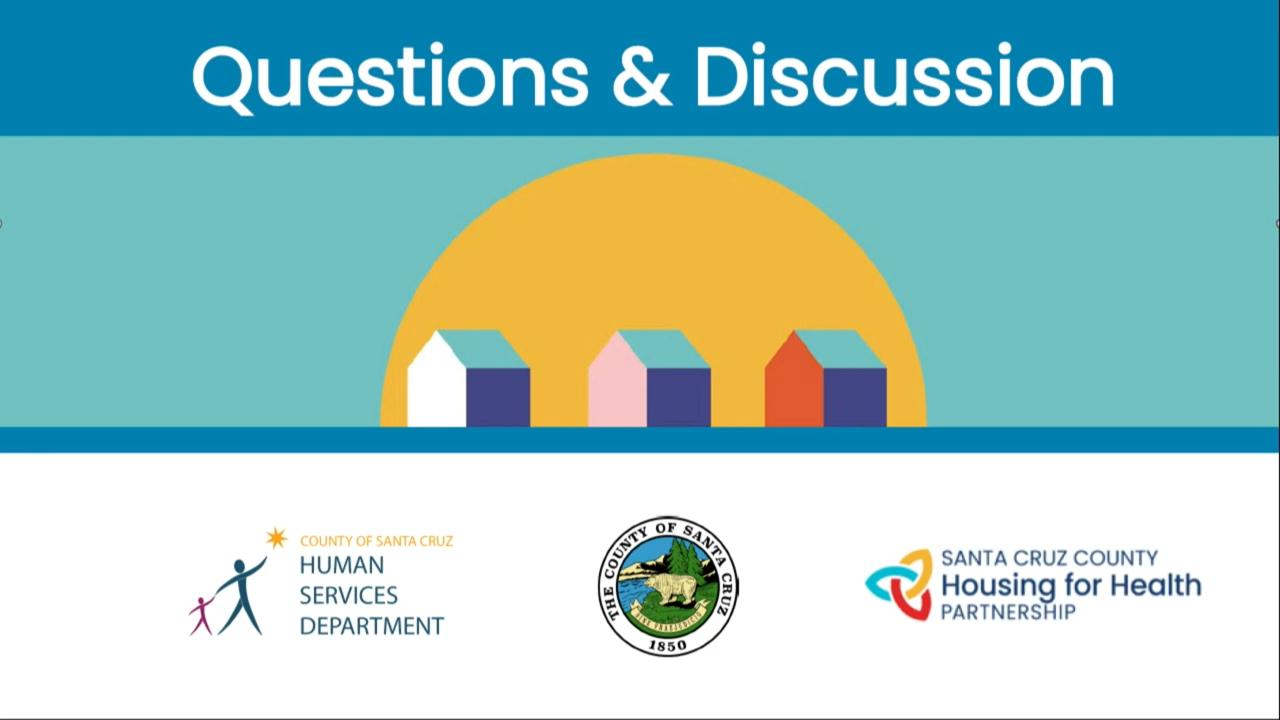 Questions & Discussion
COUNTY OF SANTA CRUZ
HUMAN
SERVICES
DEPARTMENT
THE COUNTY OF SANTA CRUZ
1850
SANTA CRUZ COUNTY
Housing for Health
PARTNERSHIP